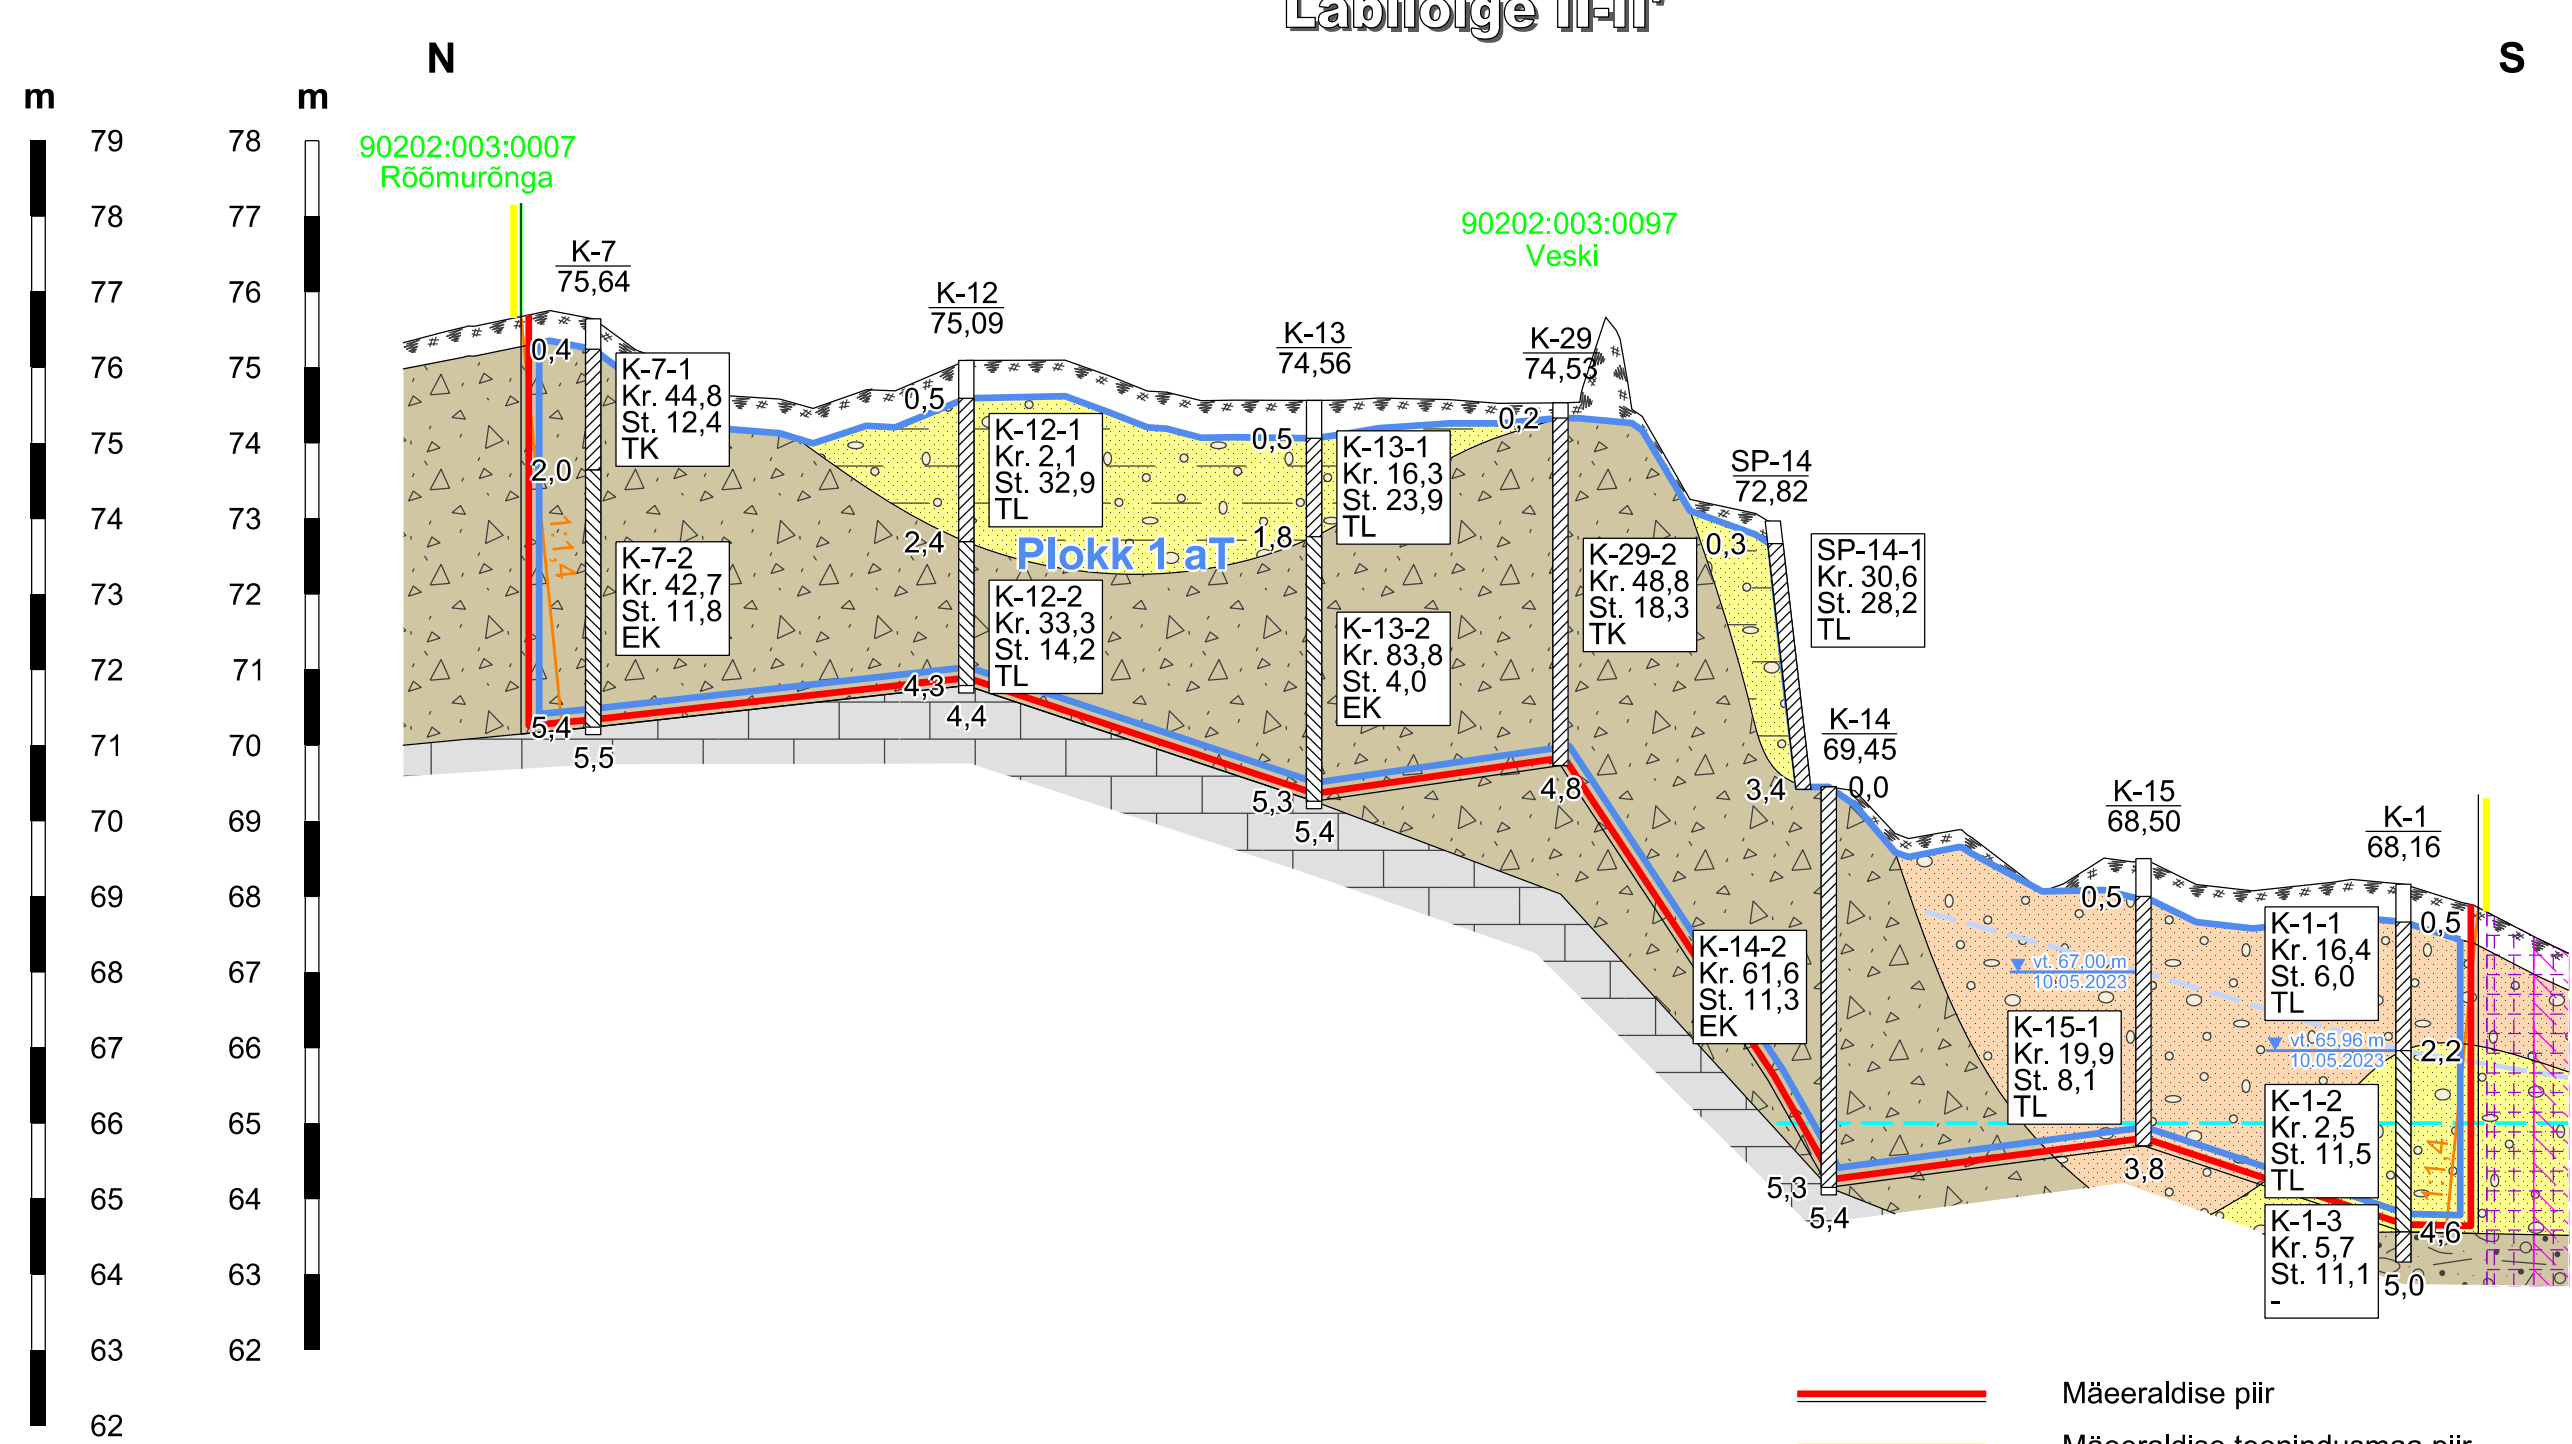 Läbilõige II-II'
N
S
m
m
79
78
77
76
75
74
73
72
71
70
69
68
67
66
65
64
63
62
78
77
76
75
74
73
72
71
70
69
68
67
66
65
64
63
62
90202:003:0007
Rõõmurõnga
90202:003:0097
Veski
K-7
75,64
0,4
2,0
5,4
5,5
1:1,4
K-7-1
Kr. 44,8
St. 12,4
TK
K-7-2
Kr. 42,7
St. 11,8
EK
K-12
75,09
0,5
2,4
4,3
4,4
K-12-1
Kr. 2,1
St. 32,9
TL
K-12-2
Kr. 33,3
St. 14,2
TL
Plokk 1 aT
K-13
74,56
0,5
1,8
5,3
5,4
K-13-1
Kr. 16,3
St. 23,9
TL
K-13-2
Kr. 83,8
St. 4,0
EK
K-29
74,53
0,2
4,8
K-29-2
Kr. 48,8
St. 18,3
TK
SP-14
72,82
0,3
3,4
SP-14-1
Kr. 30,6
St. 28,2
TL
K-14
69,45
0,0
5,3
5,4
K-14-2
Kr. 61,6
St. 11,3
EK
K-15
68,50
0,5
3,8
vt. 67,00 m
10.05.2023
K-15-1
Kr. 19,9
St. 8,1
TL
K-1
68,16
0,5
2,2
4,6
5,0
K-1-1
Kr. 16,4
St. 6,0
TL
vt. 65,96 m
10.05.2023
K-1-2
Kr. 2,5
St. 11,5
TL
K-1-3
Kr. 5,7
St. 11,1
-
1:1,4
Mäeeraldise piir
Mäeeraldise teenindusmaa piir